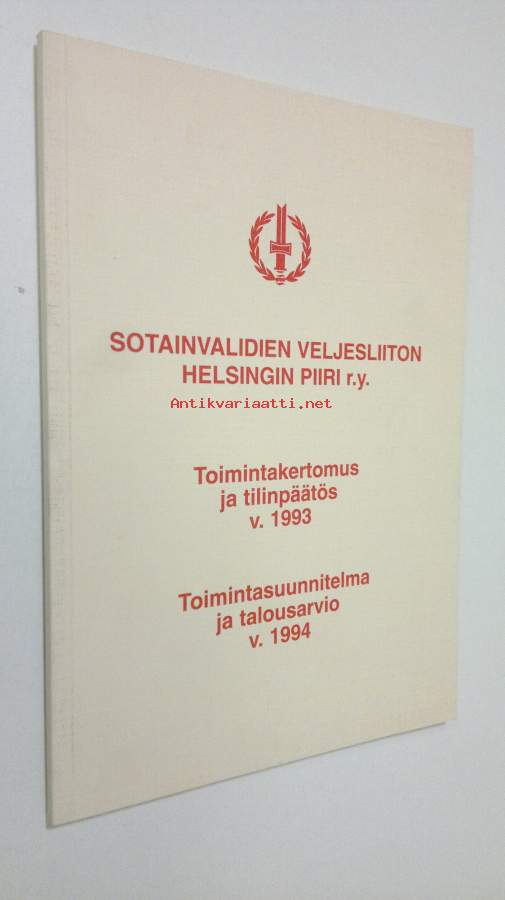 SOTAINVALIDIEN VELJESLIITON
HELSINGIN PIIRI r.y.
Antikvariaatti.net
Toimintakertomus
ja tilinpäätös
v. 1993
Toimintasuunnitelma
ja talousarvio
v. 1994